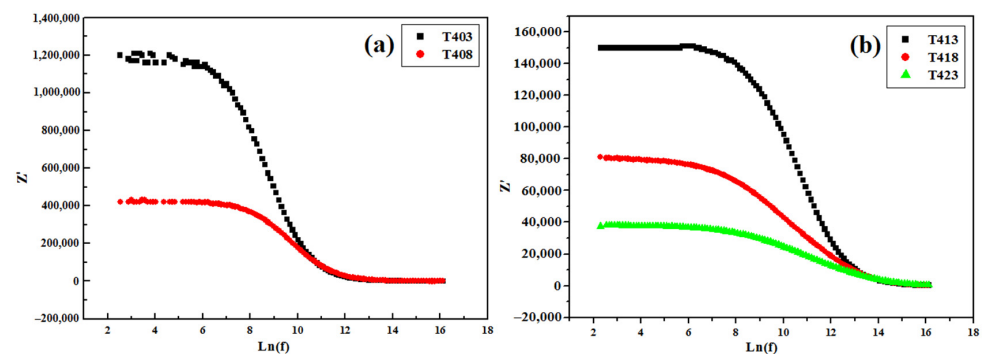 1,400,000
1,200,000
1,000,000
800,000
600,000
400,000
200,000
0
−200,000
Z'
0 2 4 6 8 10 12 14 16 18
Ln(f)
(a)
T403
T408
160,000
140,000
120,000
100,000
80,000
60,000
40,000
20,000
0
−20,000
Z'
2 4 6 8 10 12 14 16 18
Ln(f)
(b)
T413
T418
T423